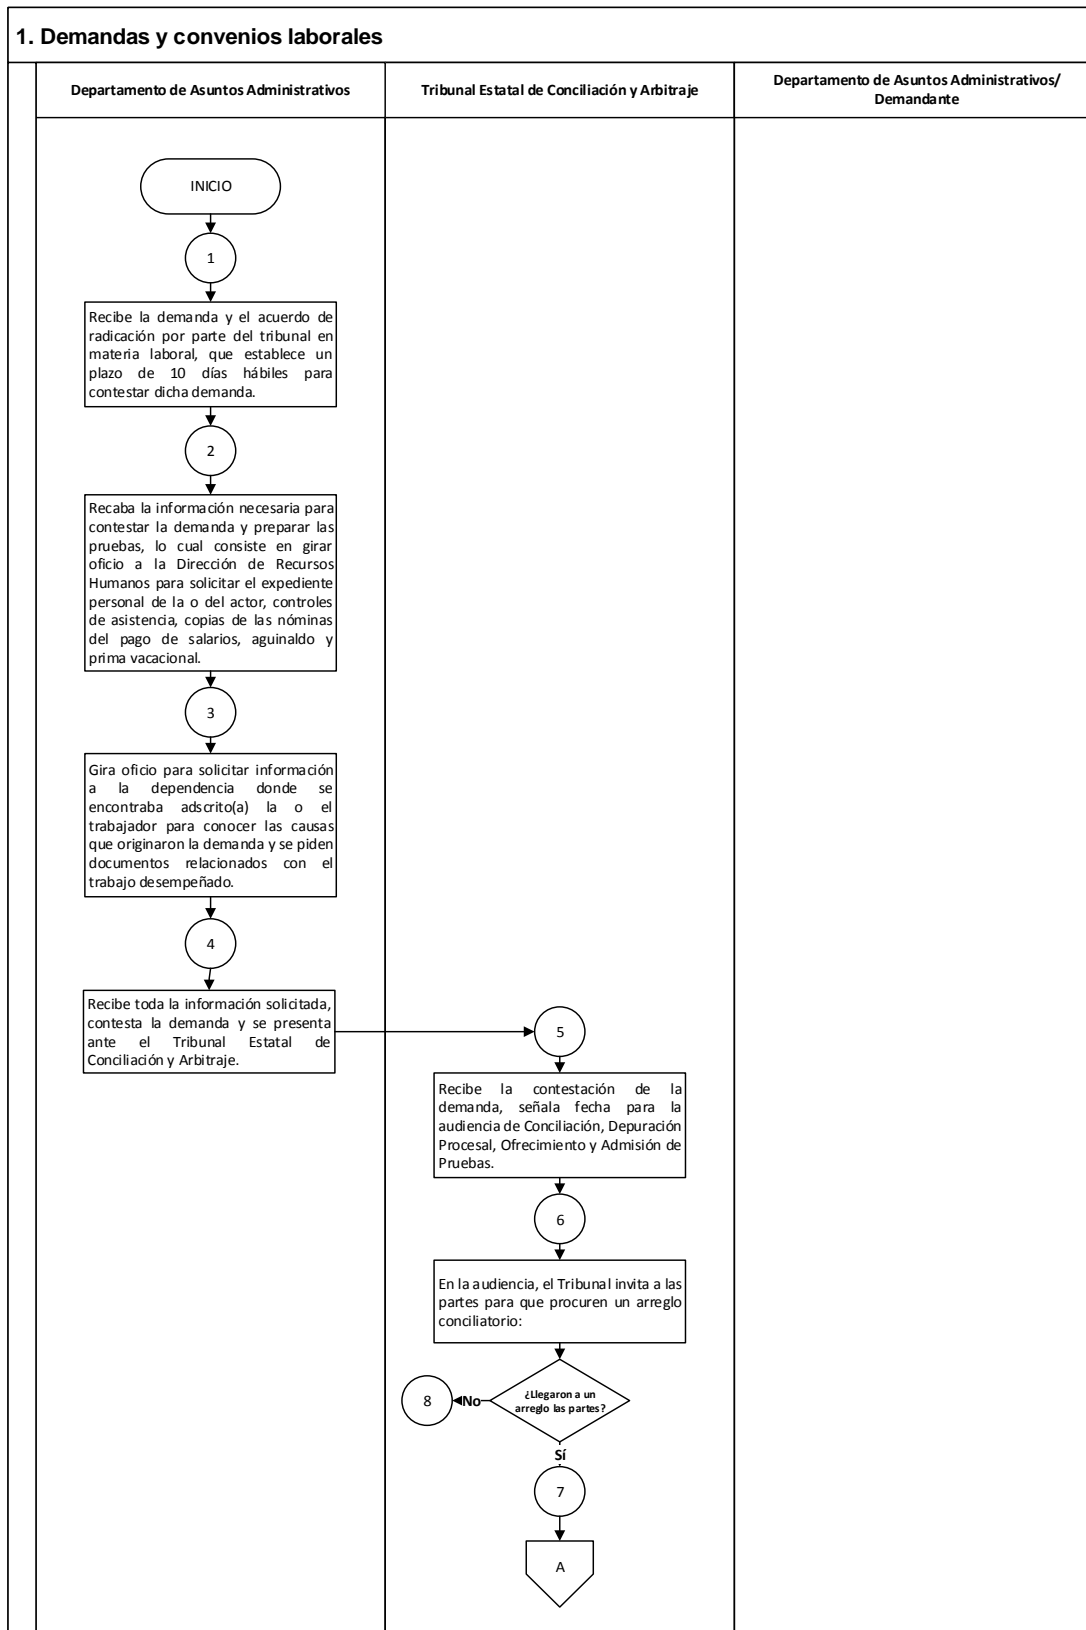 1. Demandas y convenios laborales
Departamento de Asuntos Administrativos
Tribunal Estatal de Conciliación y Arbitraje
Departamento de Asuntos Administrativos/
Demandante
INICIO
1
Recibe la demanda y el acuerdo de
radicación por parte del tribunal en
materia laboral, que establece un
plazo de 10 días hábiles para
contestar dicha demanda.
2
Recaba la información necesaria para
contestar la demanda y preparar las
pruebas, lo cual consiste en girar
oficio a la Dirección de Recursos
Humanos para solicitar el expediente
personal de la o del actor, controles
de asistencia, copias de las nóminas
del pago de salarios, aguinaldo y
prima vacacional.
3
Gira oficio para solicitar información
a la dependencia donde se
encontraba adscrito(a) la o el
trabajador para conocer las causas
que originaron la demanda y se piden
documentos relacionados con el
trabajo desempeñado.
4
Recibe toda la información solicitada,
contesta la demanda y se presenta
ante el Tribunal Estatal de
Conciliación y Arbitraje.
5
Recibe la contestación de la
demanda, señala fecha para la
audiencia de Conciliación, Depuración
Procesal, Ofrecimiento y Admisión de
Pruebas.
6
En la audiencia, el Tribunal invita a las
partes para que procuren un arreglo
conciliatorio:
¿Llegaron a un
arreglo las partes?
No
8
Sí
7
A